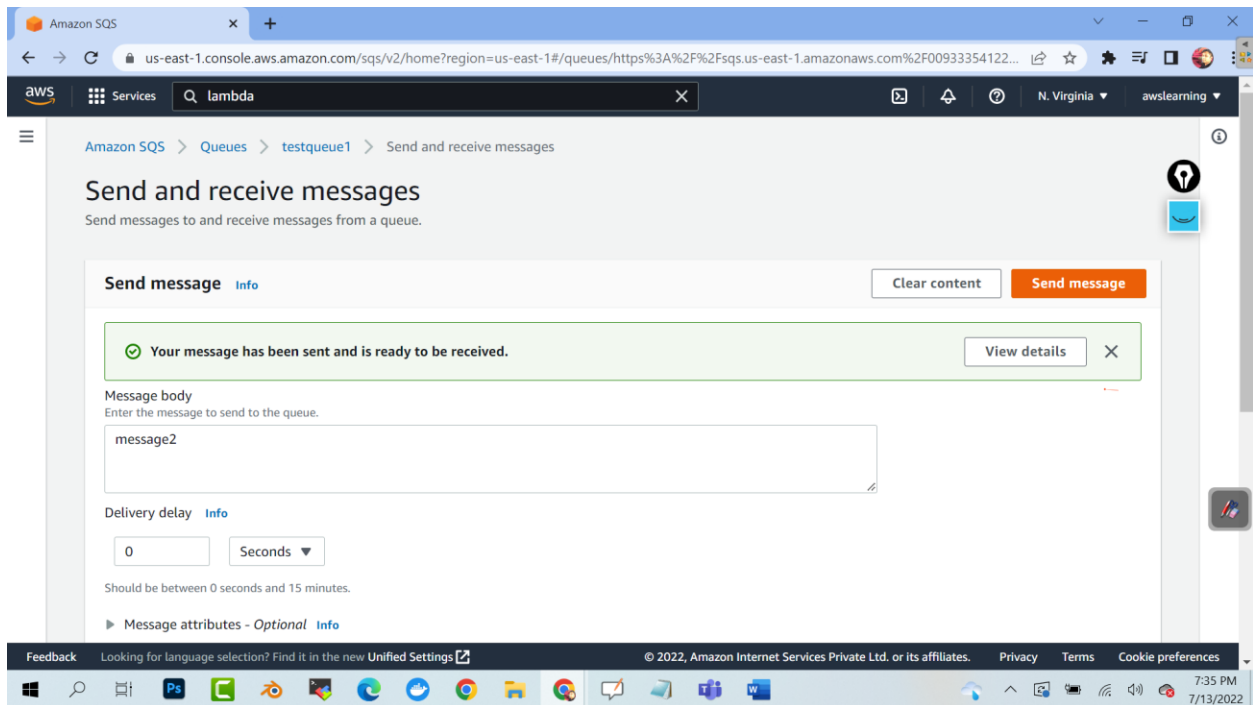 Amazon SQS
us-east-1.console.aws.amazon.com/sqs/v2/home?region=us-east-1#/queues/https%3A%2F%2Fsqs.us-east-1.amazonaws.com%2F00933354122...
aws Services lambda N. Virginia awslearning
Amazon SQS > Queues > testqueue1 > Send and receive messages
Send and receive messages
Send messages to and receive messages from a queue.
Send message Info Clear content Send message
Your message has been sent and is ready to be received. View details
Message body
Enter the message to send to the queue.
message2
Delivery delay Info
0 Seconds
Should be between 0 seconds and 15 minutes.
Message attributes - Optional Info
Feedback Looking for language selection? Find it in the new Unified Settings © 2022, Amazon Internet Services Private Ltd. or its affiliates. Privacy Terms Cookie preferences
Ps
7:35 PM
7/13/2022